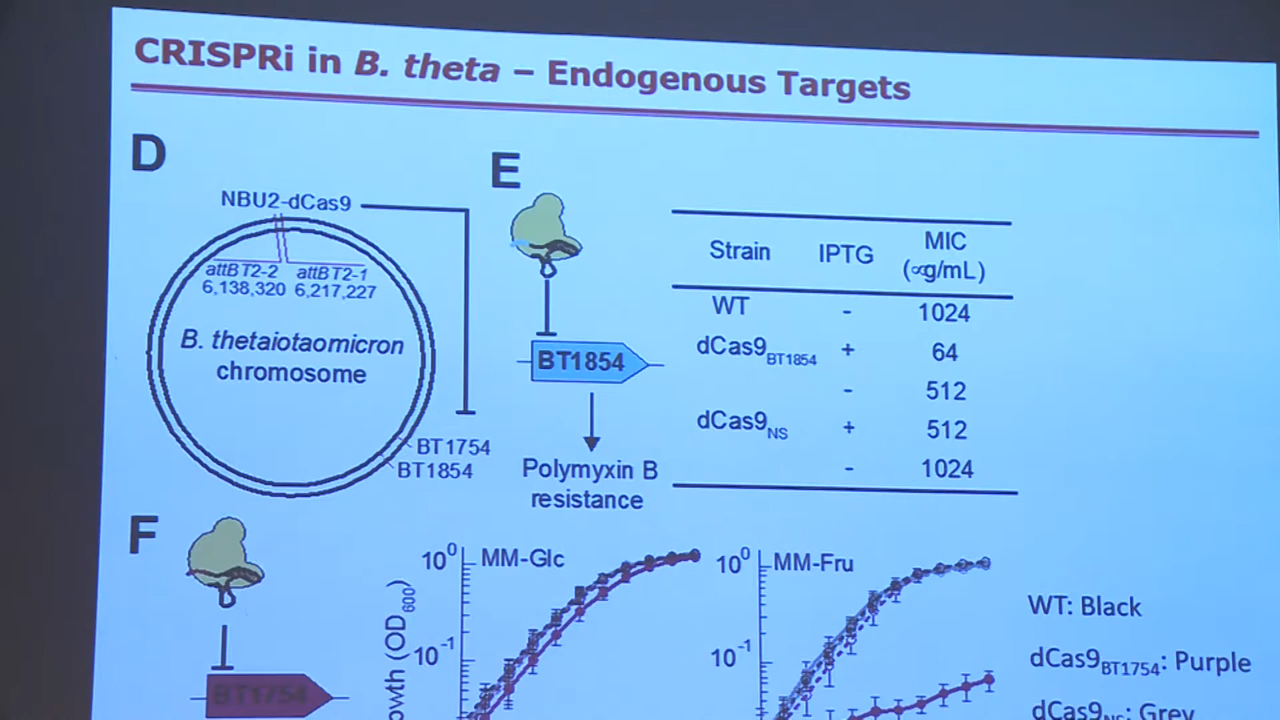 CRISPRi in B. theta – Endogenous Targets
D
NBU2-dCas9
attBT2-2 attBT2-1
6,138,320 6,217,227
B. thetaiotaomicron
chromosome
BT1754
BT1854
E
BT1854
Polymyxin B
resistance
Strain IPTG MIC
(∝g/mL)
WT - 1024
dCas9BT1854 + 64
- 512
dCas9NS + 512
- 1024
F
BT1754
10⁰ MM-Glc
10⁻¹
owth (OD600)
10⁰ MM-Fru
10⁻¹
WT: Black
dCas9BT1754: Purple
dCas9NS: Grey